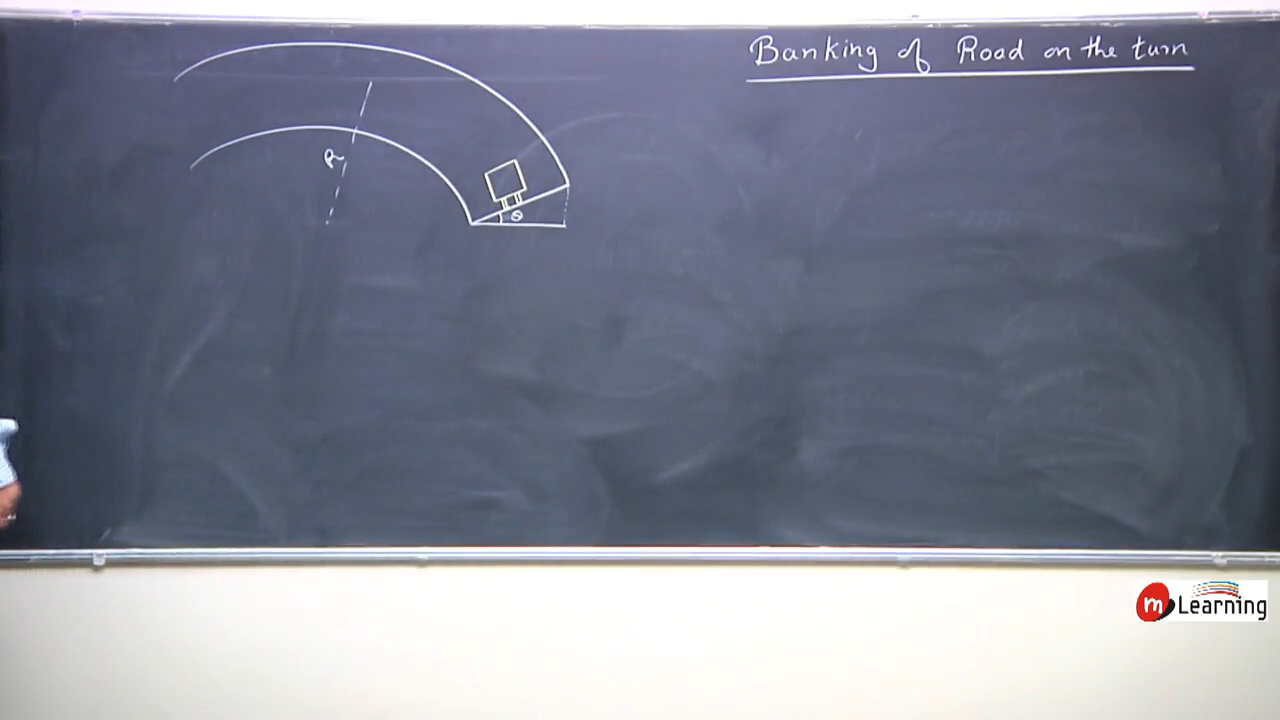 Banking of Road on the turn
R
θ
m Learning